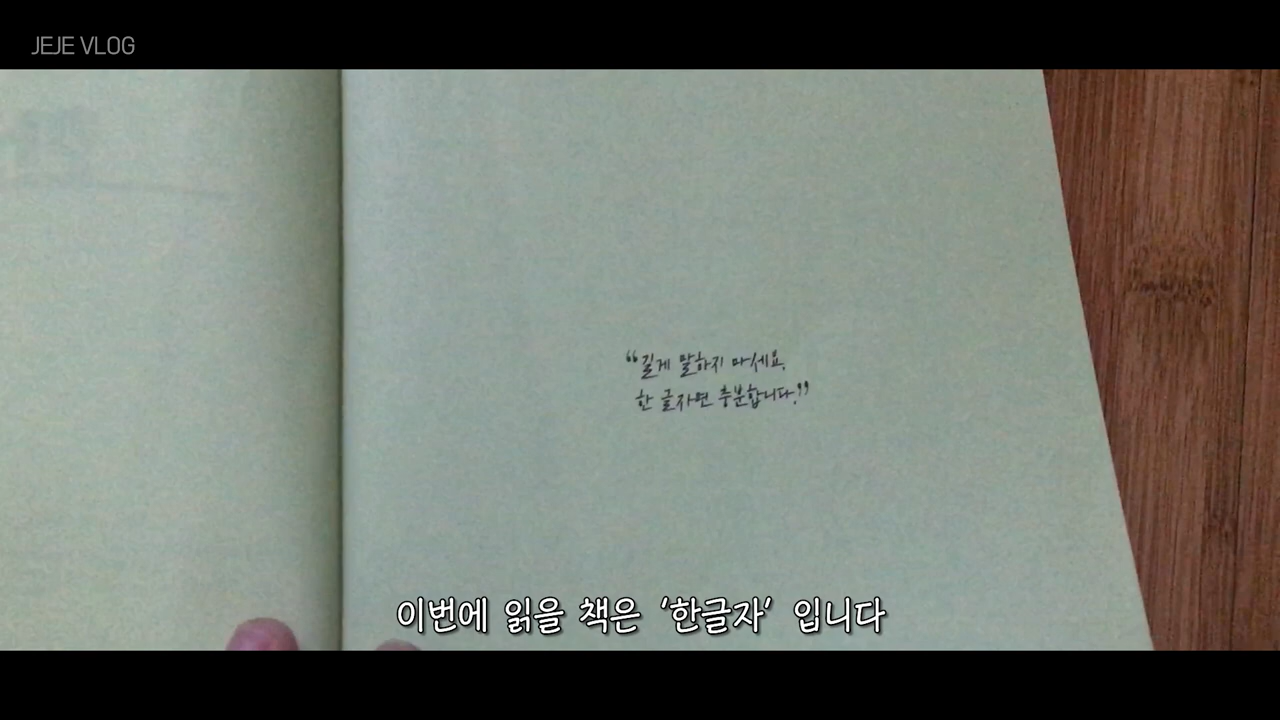 JEJE VLOG
“길게 말하지 마세요.
한 글자면 충분합니다.”
이번에 읽을 책은 ‘한글자’ 입니다